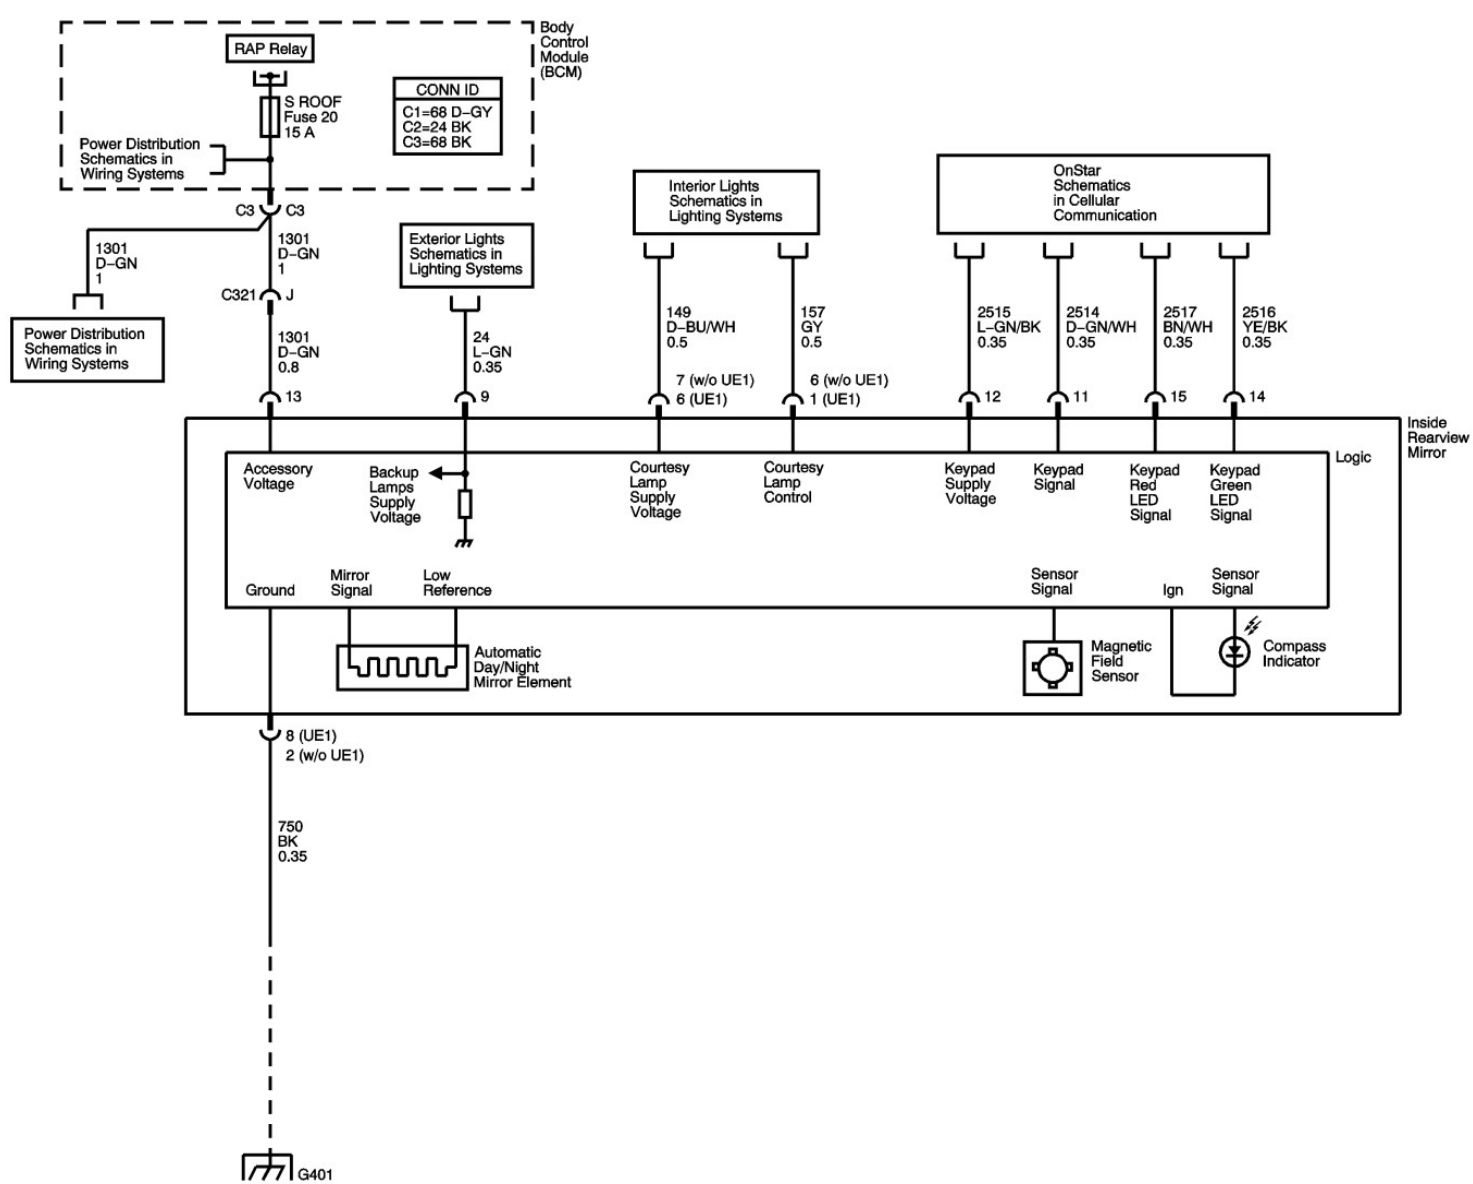 Body
Control
Module
(BCM)
RAP Relay
S ROOF
Fuse 20
15 A
CONN ID
C1=68 D-GY
C2=24 BK
C3=68 BK
Power Distribution
Schematics in
Wiring Systems
C3
C3
1301
D-GN
1
1301
D-GN
1
C321
J
Power Distribution
Schematics in
Wiring Systems
1301
D-GN
0.8
13
Exterior Lights
Schematics in
Lighting Systems
24
L-GN
0.35
9
Interior Lights
Schematics in
Lighting Systems
149
D-BU/WH
0.5
7 (w/o UE1)
6 (UE1)
157
GY
0.5
6 (w/o UE1)
1 (UE1)
OnStar
Schematics
in Cellular
Communication
2515
L-GN/BK
0.35
12
2514
D-GN/WH
0.35
11
2517
BN/WH
0.35
15
2516
YE/BK
0.35
14
Inside
Rearview
Mirror
Logic
Accessory
Voltage
Backup
Lamps
Supply
Voltage
Courtesy
Lamp
Supply
Voltage
Courtesy
Lamp
Control
Keypad
Supply
Voltage
Keypad
Signal
Keypad
Red
LED
Signal
Keypad
Green
LED
Signal
Ground
Mirror
Signal
Low
Reference
Sensor
Signal
Ign
Sensor
Signal
Automatic
Day/Night
Mirror Element
Magnetic
Field
Sensor
Compass
Indicator
8 (UE1)
2 (w/o UE1)
750
BK
0.35
G401